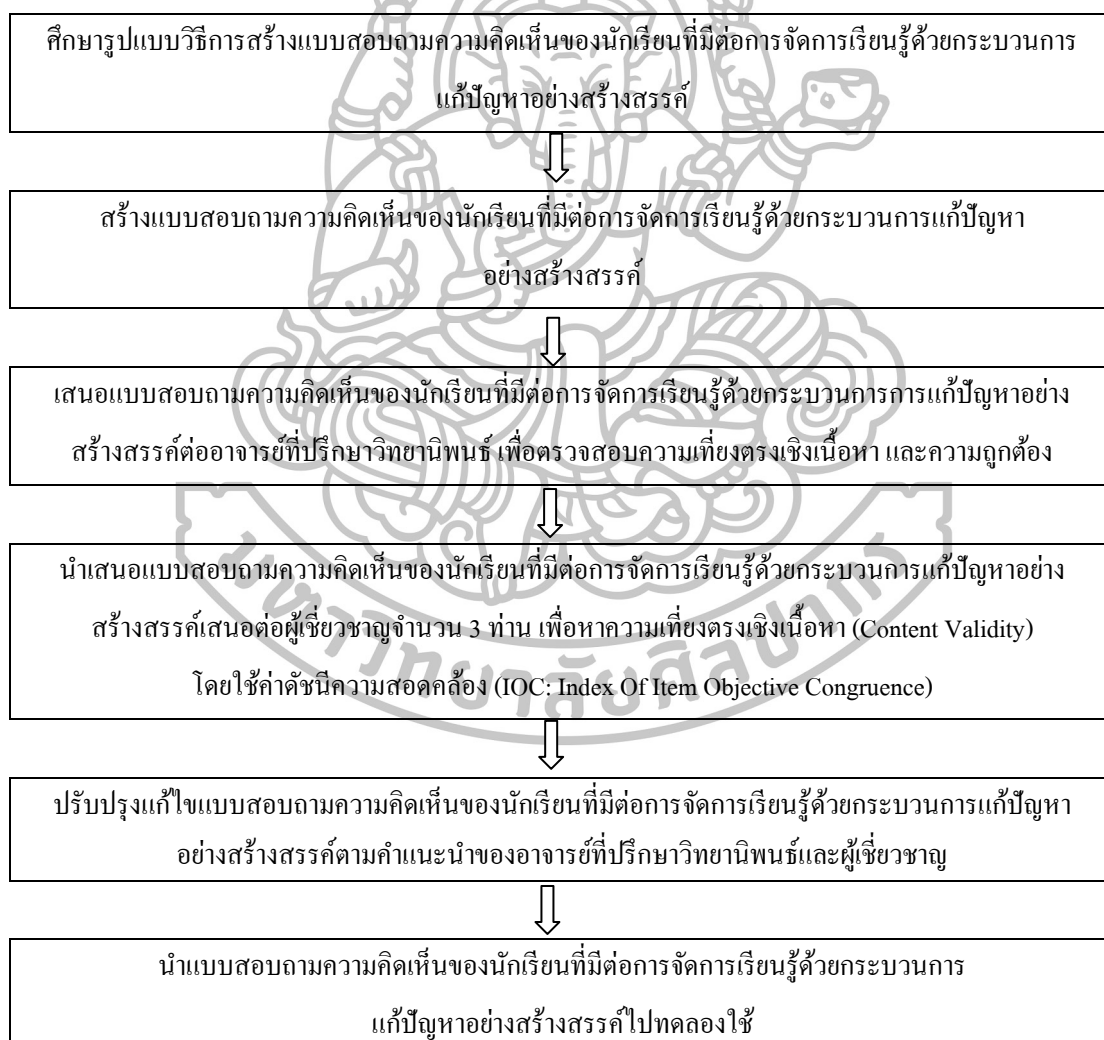 ศึกษารูปแบบวิธีการสร้างแบบสอบถามความคิดเห็นของนักเรียนที่มีต่อการจัดการเรียนรู้ด้วยกระบวนการ
แก้ปัญหาอย่างสร้างสรรค์
สร้างแบบสอบถามความคิดเห็นของนักเรียนที่มีต่อการจัดการเรียนรู้ด้วยกระบวนการแก้ปัญหา
อย่างสร้างสรรค์
เสนอแบบสอบถามความคิดเห็นของนักเรียนที่มีต่อการจัดการเรียนรู้ด้วยกระบวนการการแก้ปัญหาอย่าง
สร้างสรรค์ต่ออาจารย์ที่ปรึกษาวิทยานิพนธ์ เพื่อตรวจสอบความเที่ยงตรงเชิงเนื้อหา และความถูกต้อง
นำเสนอแบบสอบถามความคิดเห็นของนักเรียนที่มีต่อการจัดการเรียนรู้ด้วยกระบวนการแก้ปัญหาอย่าง
สร้างสรรค์เสนอต่อผู้เชี่ยวชาญจำนวน 3 ท่าน เพื่อหาความเที่ยงตรงเชิงเนื้อหา (Content Validity)
โดยใช้ค่าดัชนีความสอดคล้อง (IOC: Index Of Item Objective Congruence)
มหาวิทยาลัยศิลปากร
ปรับปรุงแก้ไขแบบสอบถามความคิดเห็นของนักเรียนที่มีต่อการจัดการเรียนรู้ด้วยกระบวนการแก้ปัญหา
อย่างสร้างสรรค์ตามคำแนะนำของอาจารย์ที่ปรึกษาวิทยานิพนธ์และผู้เชี่ยวชาญ
นำแบบสอบถามความคิดเห็นของนักเรียนที่มีต่อการจัดการเรียนรู้ด้วยกระบวนการ
แก้ปัญหาอย่างสร้างสรรค์ไปทดลองใช้